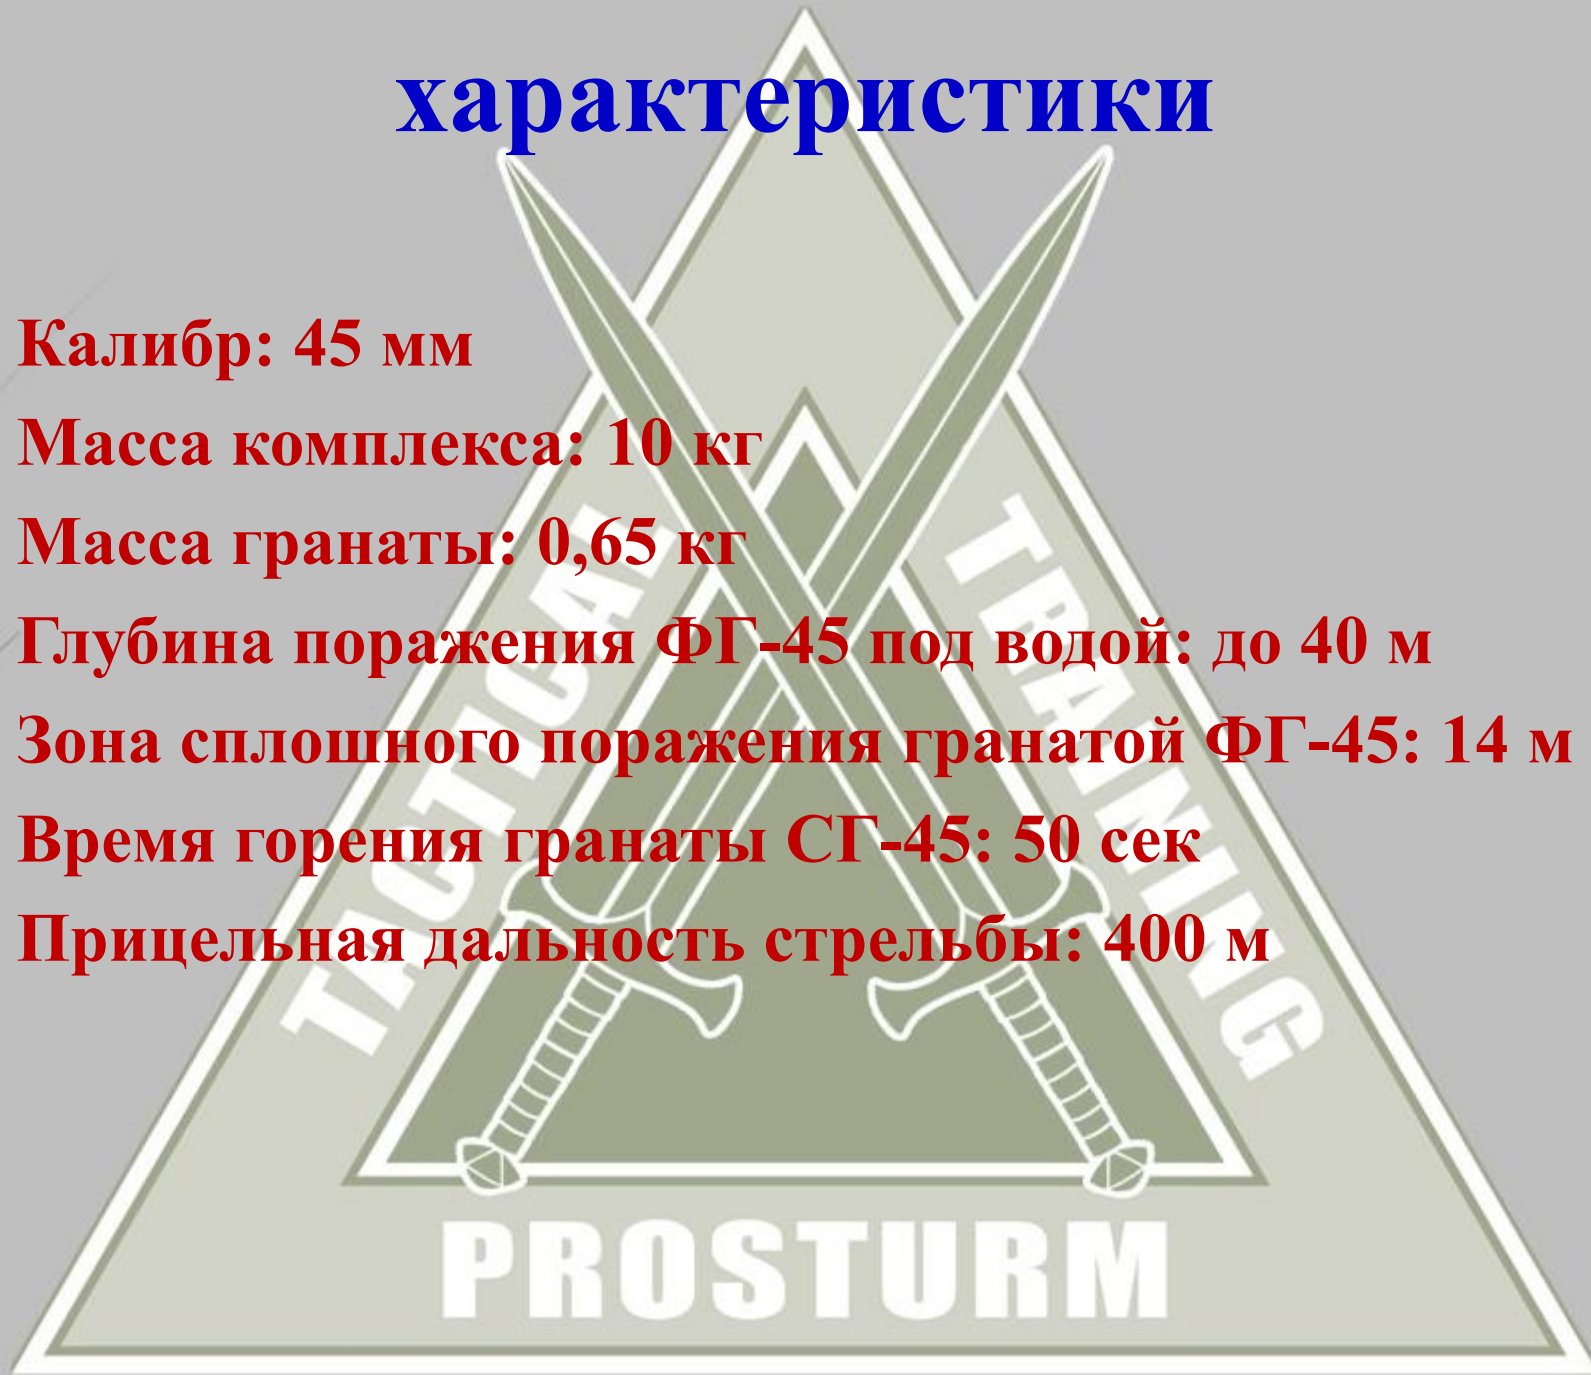 характеристики
Калибр: 45 мм
Масса комплекса: 10 кг
Масса гранаты: 0,65 кг
Глубина поражения ФГ-45 под водой: до 40 м
Зона сплошного поражения гранатой ФГ-45: 14 м
Время горения гранаты СГ-45: 50 сек
Прицельная дальность стрельбы: 400 м
TACTICAL
TRAINING
PROSTURM